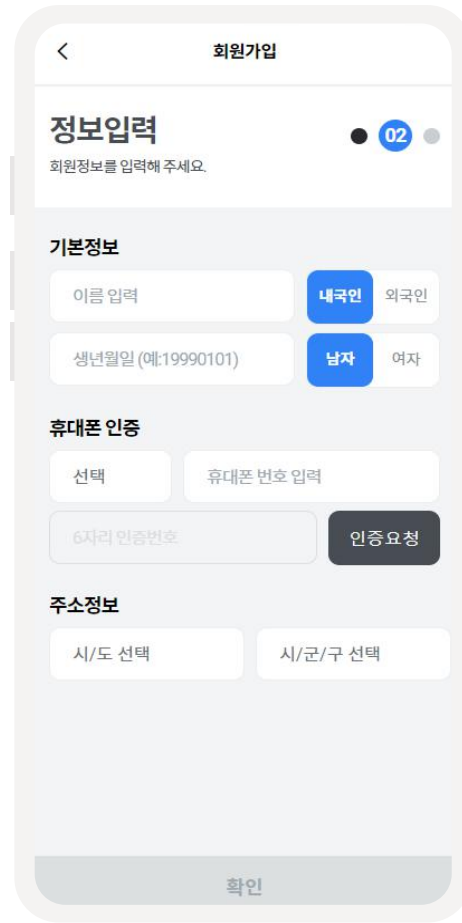 회원가입
정보입력
02
회원정보를 입력해 주세요.
기본정보
이름 입력 내국인 외국인
생년월일 (예:19990101) 남자 여자
휴대폰 인증
선택 휴대폰 번호 입력
6자리 인증번호 인증요청
주소정보
시/도 선택 시/군/구 선택
확인